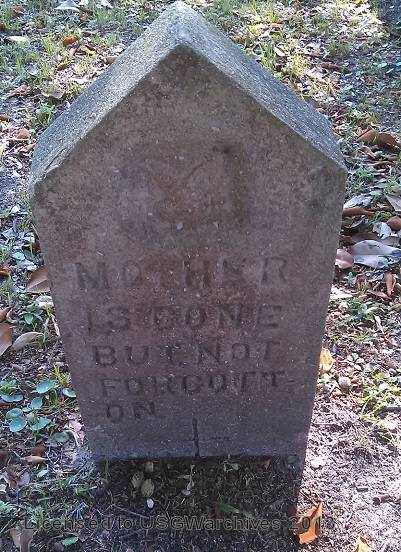 MOTHER
IS GONE
BUT NOT
FORGOTT-
ON
Licensed to USGWarchives 2013